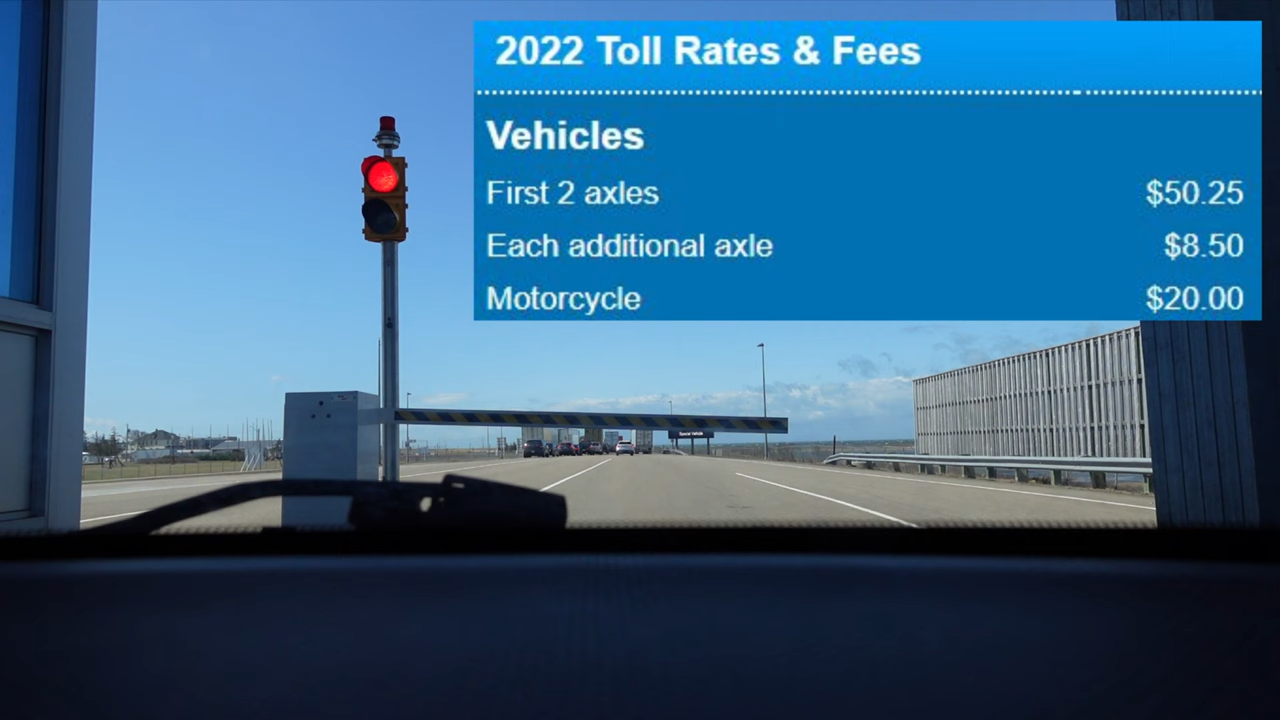 2022 Toll Rates & Fees
Vehicles
First 2 axles $50.25
Each additional axle $8.50
Motorcycle $20.00